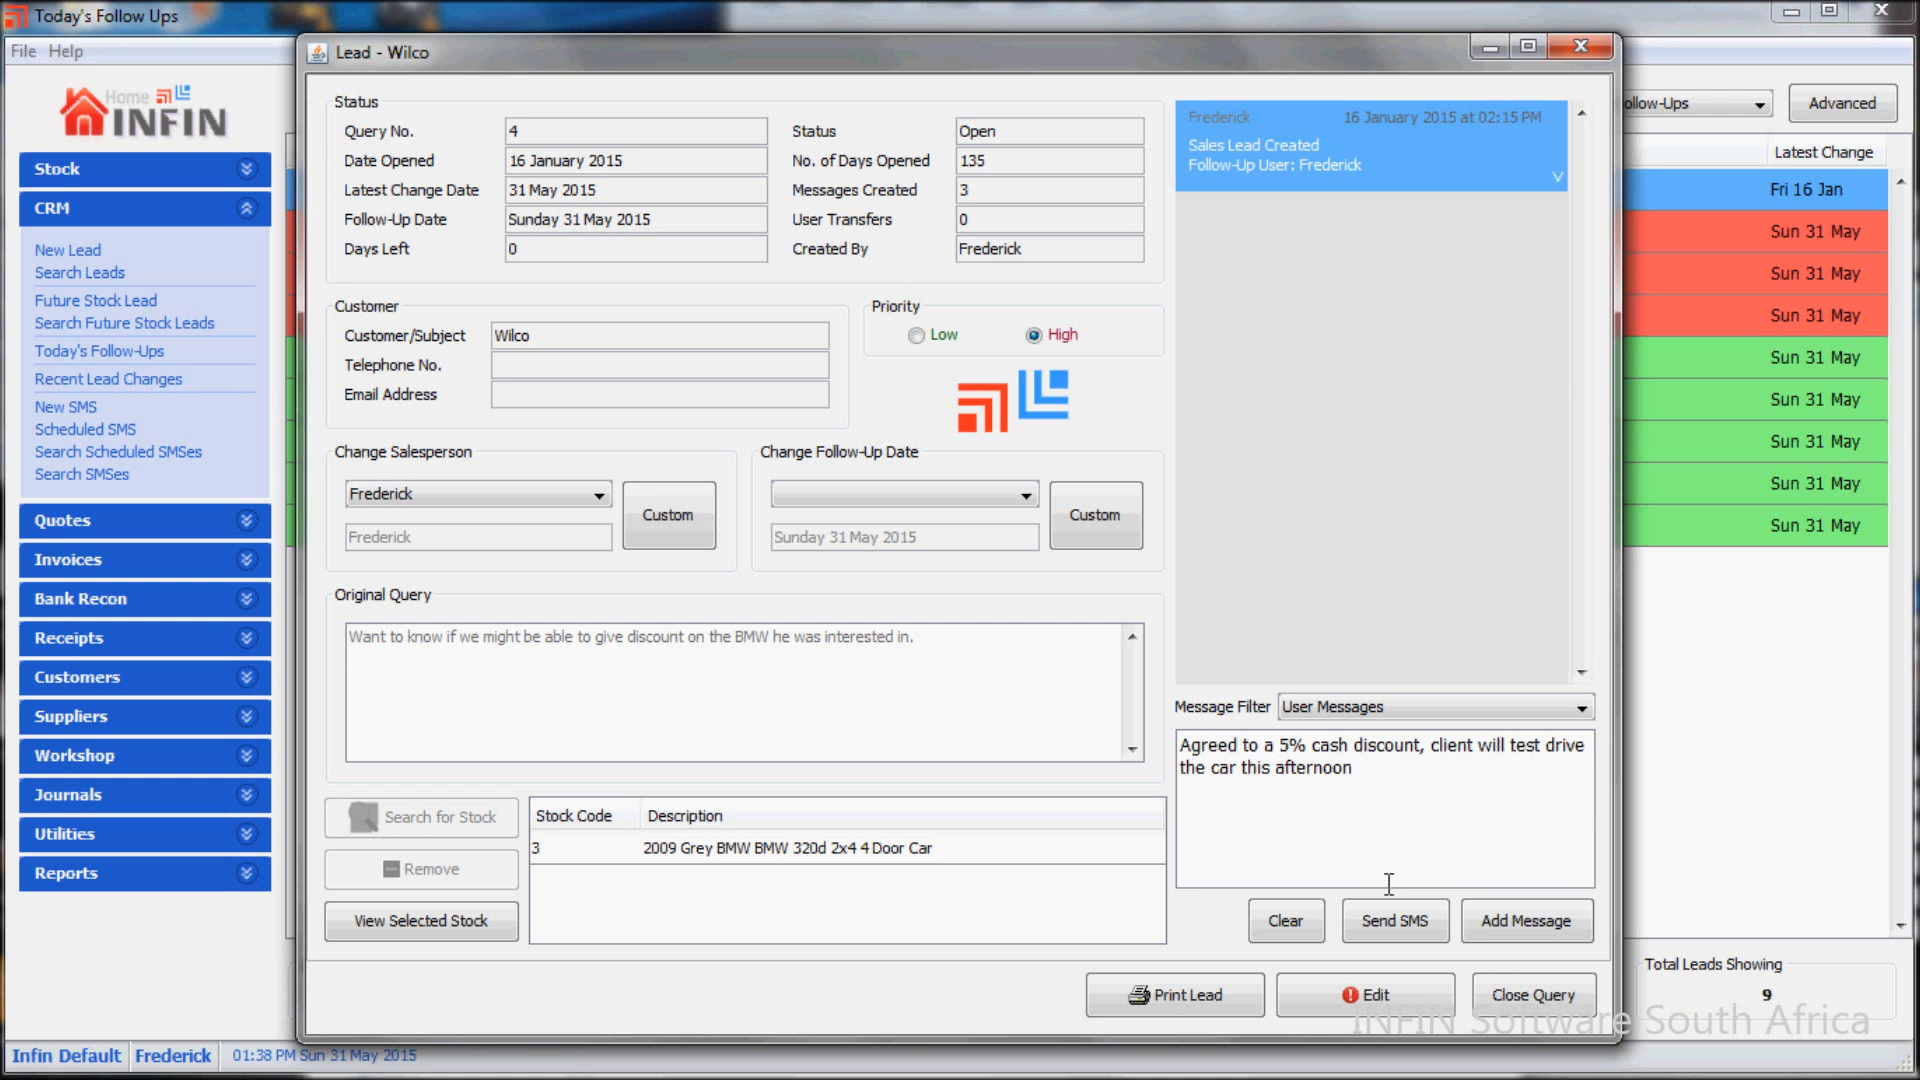 Today's Follow Ups
File Help
Lead - Wilco
Home
INFIN
Stock
CRM
New Lead
Search Leads
Future Stock Lead
Search Future Stock Leads
Today's Follow-Ups
Recent Lead Changes
New SMS
Scheduled SMS
Search Scheduled SMSes
Search SMSes
Quotes
Invoices
Bank Recon
Receipts
Customers
Suppliers
Workshop
Journals
Utilities
Reports
Status
Query No. 4
Date Opened 16 January 2015
Latest Change Date 31 May 2015
Follow-Up Date Sunday 31 May 2015
Days Left 0
Status Open
No. of Days Opened 135
Messages Created 3
User Transfers 0
Created By Frederick
Customer
Customer/Subject Wilco
Telephone No.
Email Address
Priority
Low High
Change Salesperson
Frederick
Frederick
Custom
Change Follow-Up Date
Sunday 31 May 2015
Custom
Original Query
Want to know if we might be able to give discount on the BMW he was interested in.
Search for Stock
Remove
View Selected Stock
Stock Code Description
3 2009 Grey BMW BMW 320d 2x4 4 Door Car
Frederick 16 January 2015 at 02:15 PM
Sales Lead Created
Follow-Up User: Frederick
V
Message Filter User Messages
Agreed to a 5% cash discount, client will test drive
the car this afternoon
Clear Send SMS Add Message
Print Lead Edit Close Query
ollow-Ups Advanced
Latest Change
Fri 16 Jan
Sun 31 May
Sun 31 May
Sun 31 May
Sun 31 May
Sun 31 May
Sun 31 May
Sun 31 May
Sun 31 May
Total Leads Showing
9
INFIN Software South Africa
Infin Default Frederick 01:38 PM Sun 31 May 2015